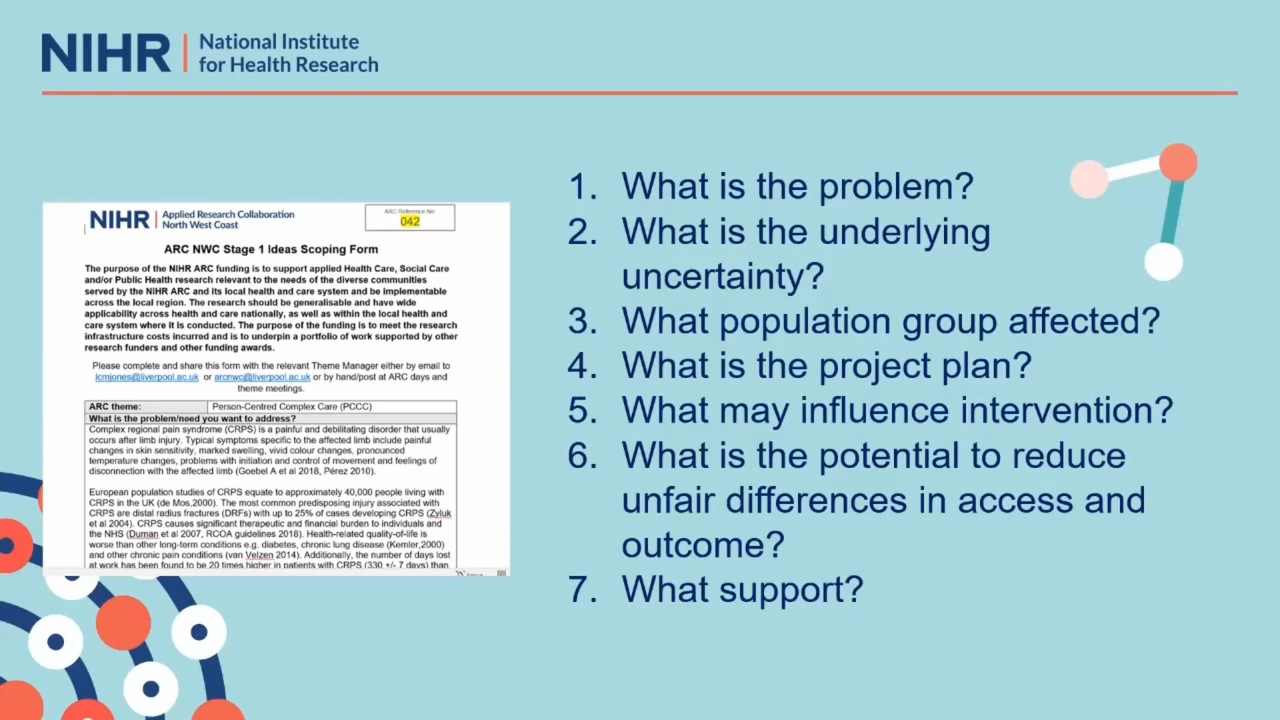 NIHR | National Institute
for Health Research
NIHR | Applied Research Collaboration
North West Coast
ARC Reference No
042
ARC NWC Stage 1 Ideas Scoping Form
The purpose of the NIHR ARC funding is to support applied Health Care, Social Care
and/or Public Health research relevant to the needs of the diverse communities
served by the NIHR ARC and its local health and care system and be implementable
across the local region. The research should be generalisable and have wide
applicability across health and care nationally, as well as within the local health and
care system where it is conducted. The purpose of the funding is to meet the research
infrastructure costs incurred and is to underpin a portfolio of work supported by other
research funders and other funding awards.
Please complete and share this form with the relevant Theme Manager either by email to
lcmjones@liverpool.ac.uk or arcnwc@liverpool.ac.uk or by hand/post at ARC days and
theme meetings.
ARC theme: Person-Centred Complex Care (PCCC)
What is the problem/need you want to address?
Complex regional pain syndrome (CRPS) is a painful and debilitating disorder that usually
occurs after limb injury. Typical symptoms specific to the affected limb include painful
changes in skin sensitivity, marked swelling, vivid colour changes, pronounced
temperature changes, problems with initiation and control of movement and feelings of
disconnection with the affected limb (Goebel A et al 2018, Pérez 2010).
European population studies of CRPS equate to approximately 40,000 people living with
CRPS in the UK (de Mos,2000). The most common predisposing injury associated with
CRPS are distal radius fractures (DRFs) with up to 25% of cases developing CRPS (Zyluk
et al 2004). CRPS causes significant therapeutic and financial burden to individuals and
the NHS (Duman et al 2007, RCOA guidelines 2018). Health-related quality-of-life is
worse than other long-term conditions e.g. diabetes, chronic lung disease (Kemler,2000)
and other chronic pain conditions (van Velzen 2014). Additionally, the number of days lost
at work has been found to be 20 times higher in patients with CRPS (330 +/- 7 days) than
1. What is the problem?
2. What is the underlying
uncertainty?
3. What population group affected?
4. What is the project plan?
5. What may influence intervention?
6. What is the potential to reduce
unfair differences in access and
outcome?
7. What support?